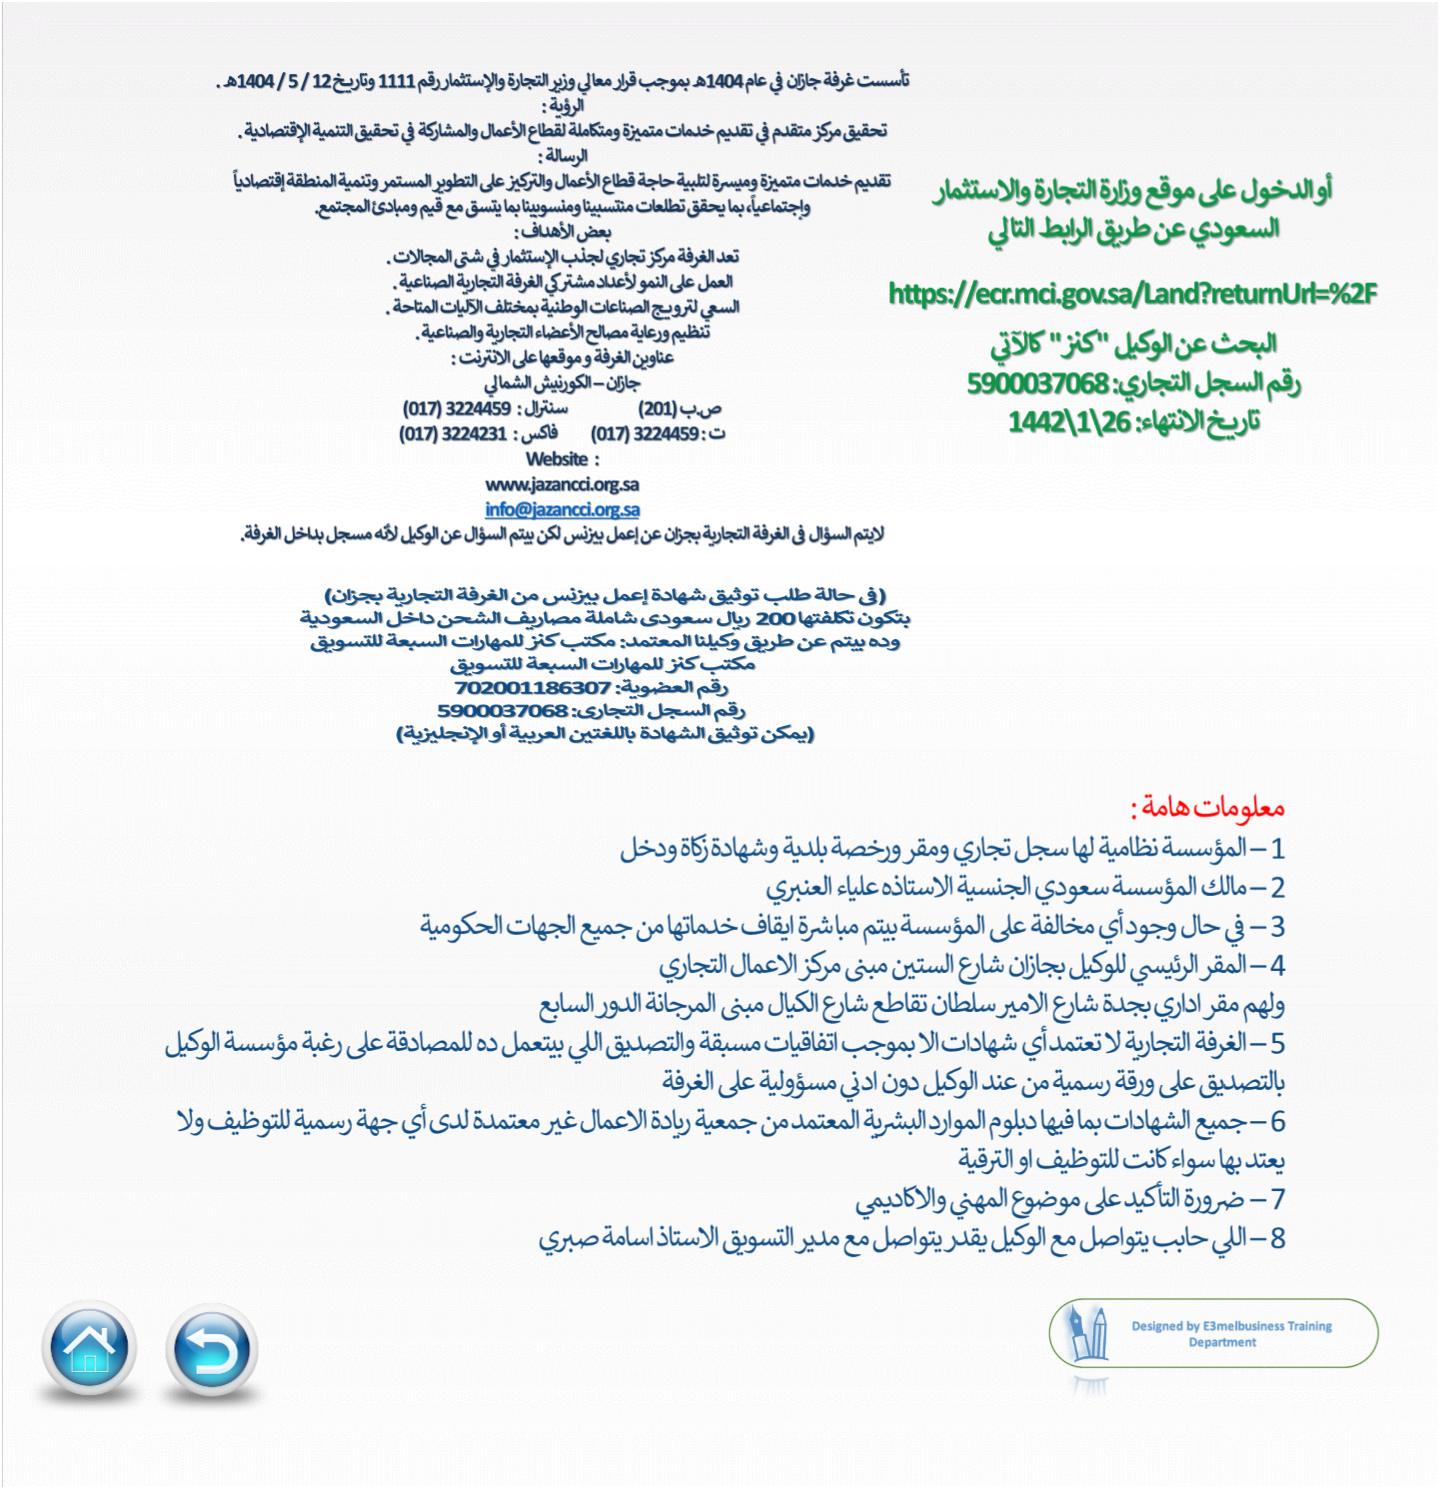 تأسست غرفة جازان في عام 1404هـ بموجب قرار معالي وزير التجارة والإستثمار رقم 1111 وتاريخ 12 / 5 / 1404هـ .
الرؤية :
تحقيق مركز متقدم في تقديم خدمات متميزة ومتكاملة لقطاع الأعمال والمشاركة في تحقيق التنمية الإقتصادية .
الرسالة :
تقديم خدمات متميزة وميسرة لتلبية حاجة قطاع الأعمال والتركيز على التطوير المستمر وتنمية المنطقة إقتصادياً
وإجتماعياً، بما يحقق تطلعات منتسبينا ومنسوبينا بما يتسق مع قيم ومبادئ المجتمع.
بعض الأهداف :
تعد الغرفة مركز تجاري لجذب الإستثمار في شتى المجالات .
العمل على النمو لأعداد مشتركي الغرفة التجارية الصناعية .
السعي لترويج الصناعات الوطنية بمختلف الآليات المتاحة .
تنظيم ورعاية مصالح الأعضاء التجارية والصناعية .
عناوين الغرفة و موقعها على الانترنت :
جازان – الكورنيش الشمالي
ص.ب (201) سنترال : 3224459 (017)
ت : 3224459 (017) فاكس : 3224231 (017)
Website :
www.jazancci.org.sa
info@jazancci.org.sa
لايتم السؤال فى الغرفة التجارية بجزان عن إعمل بيزنس لكن بيتم السؤال عن الوكيل لأنه مسجل بداخل الغرفة.
أو الدخول على موقع وزارة التجارة والاستثمار
السعودي عن طريق الرابط التالي
https://ecr.mci.gov.sa/Land?returnUrl=%2F
البحث عن الوكيل "كنز" كالآتي
رقم السجل التجاري: 5900037068
تاريخ الانتهاء: 26\1\1442
(فى حالة طلب توثيق شهادة إعمل بيزنس من الغرفة التجارية بجزان)
بتكون تكلفتها 200 ريال سعودى شاملة مصاريف الشحن داخل السعودية
وده بيتم عن طريق وكيلنا المعتمد: مكتب كنز للمهارات السبعة للتسويق
مكتب كنز للمهارات السبعة للتسويق
رقم العضوية: 702001186307
رقم السجل التجارى: 5900037068
(يمكن توثيق الشهادة باللغتين العربية أو الإنجليزية)
معلومات هامة :
1 – المؤسسة نظامية لها سجل تجاري ومقر ورخصة بلدية وشهادة زكاة ودخل
2 – مالك المؤسسة سعودي الجنسية الاستاذه علياء العنبري
3 – في حال وجود أي مخالفة على المؤسسة بيتم مباشرة ايقاف خدماتها من جميع الجهات الحكومية
4 – المقر الرئيسي للوكيل بجازان شارع الستين مبنى مركز الاعمال التجاري
ولهم مقر اداري بجدة شارع الامير سلطان تقاطع شارع الكيال مبنى المرجانة الدور السابع
5 – الغرفة التجارية لا تعتمد أي شهادات الا بموجب اتفاقيات مسبقة والتصديق اللي بيتعمل ده للمصادقة على رغبة مؤسسة الوكيل
بالتصديق على ورقة رسمية من عند الوكيل دون ادني مسؤولية على الغرفة
6 – جميع الشهادات بما فيها دبلوم الموارد البشرية المعتمد من جمعية ريادة الاعمال غير معتمدة لدى أي جهة رسمية للتوظيف ولا
يعتد بها سواء كانت للتوظيف او الترقية
7 – ضرورة التأكيد على موضوع المهني والاكاديمي
8 – اللي حابب يتواصل مع الوكيل يقدر يتواصل مع مدير التسويق الاستاذ اسامة صبري
Designed by E3melbusiness Training
Department